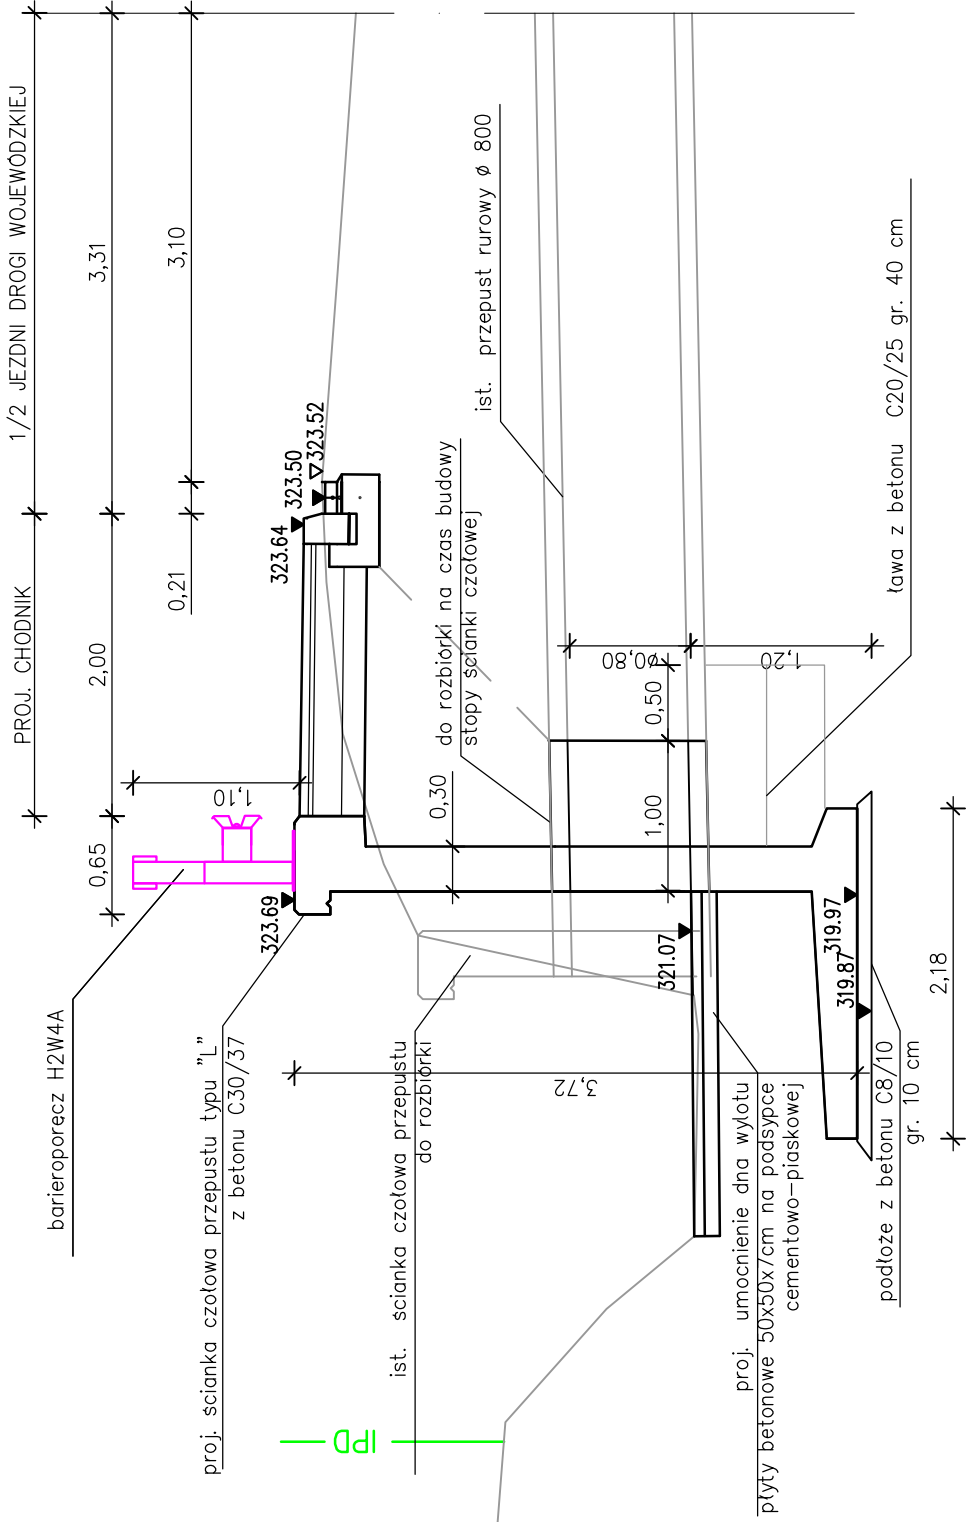 1/2 JEZDNI DROGI WOJEWÓDZKIEJ
PROJ. CHODNIK
3,31
2,00
0,65
3,10
0,21
1,10
barieroporęcz H2W4A
323.52
323.50
323.64
323.69
proj. ścianka czołowa przepustu typu "L"
z betonu C30/37
ist. ścianka czołowa przepustu
do rozbiórki
ist. przepust rurowy ø 800
do rozbiórki na czas budowy
stopy ścianki czołowej
0,30
3,72
ø0,80
0,50
1,00
1,20
321.07
ława z betonu C20/25 gr. 40 cm
proj. umocnienie dna wylotu
płyty betonowe 50x50x7cm na podsypce
cementowo-piaskowej
319.97
319.87
podłoże z betonu C8/10
gr. 10 cm
2,18
IPD